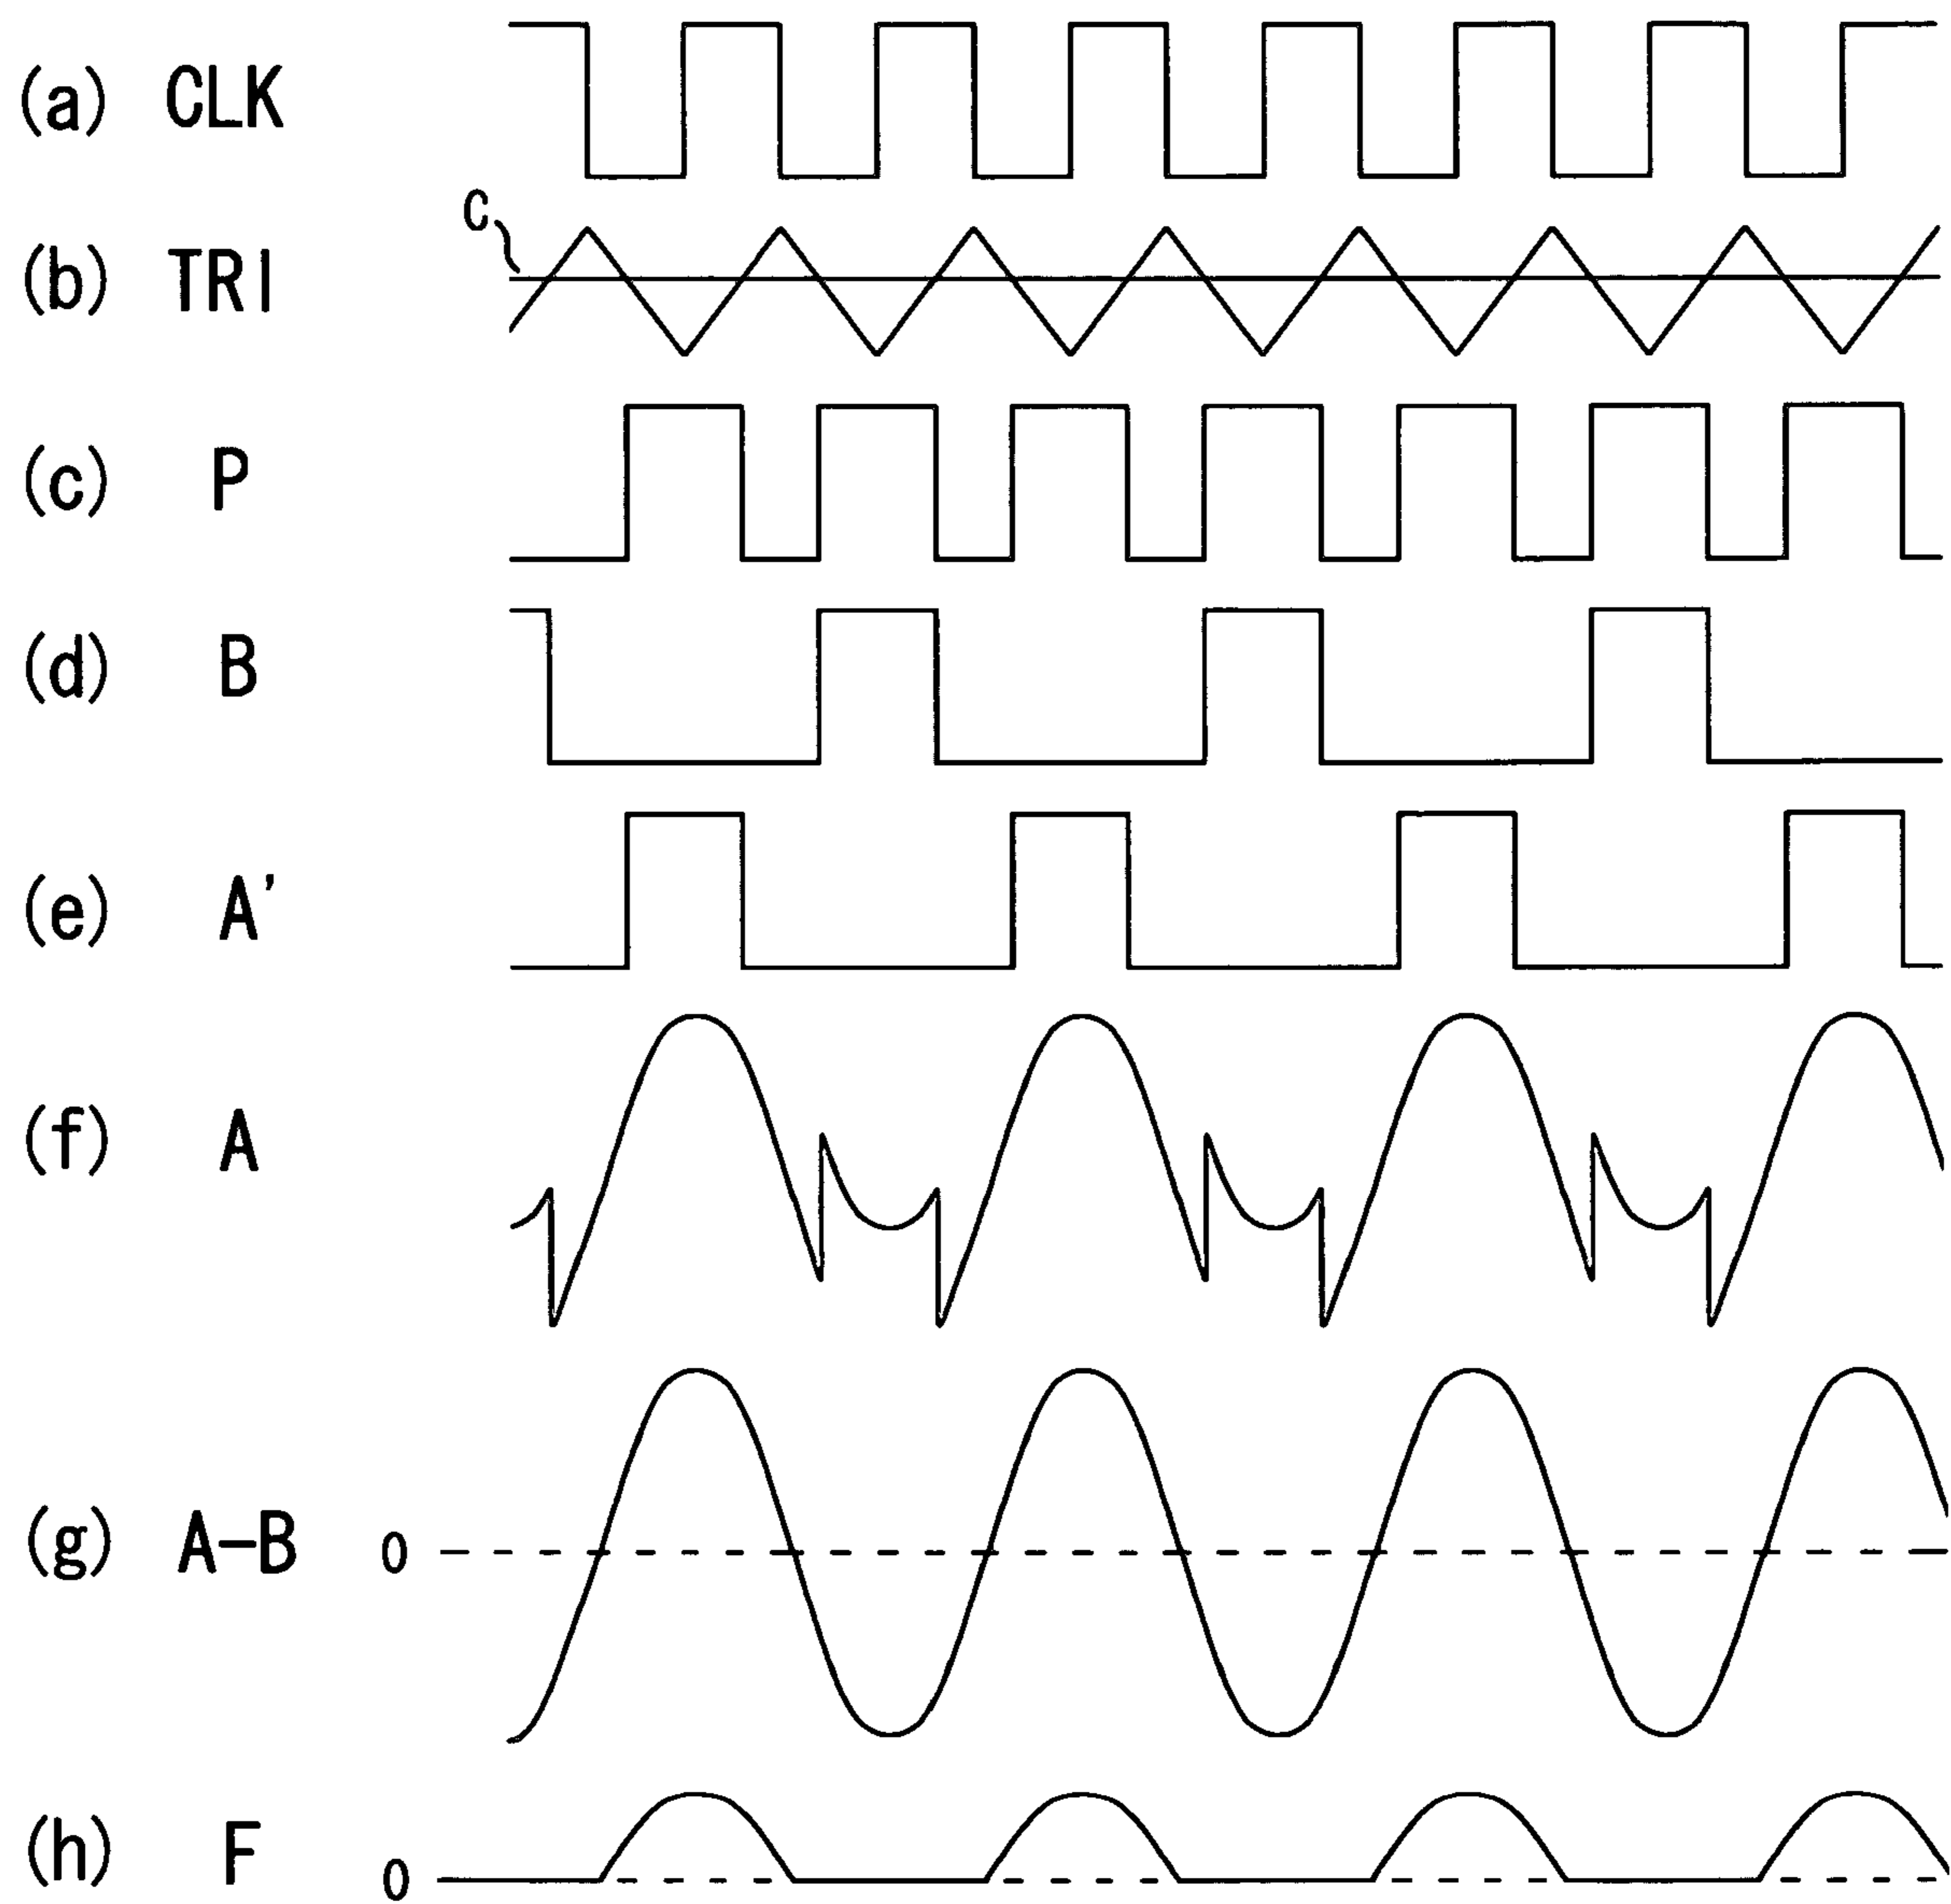 (a) CLK
C
(b) TRI
(c) P
(d) B
(e) A'
(f) A
(g) A-B 0
(h) F 0